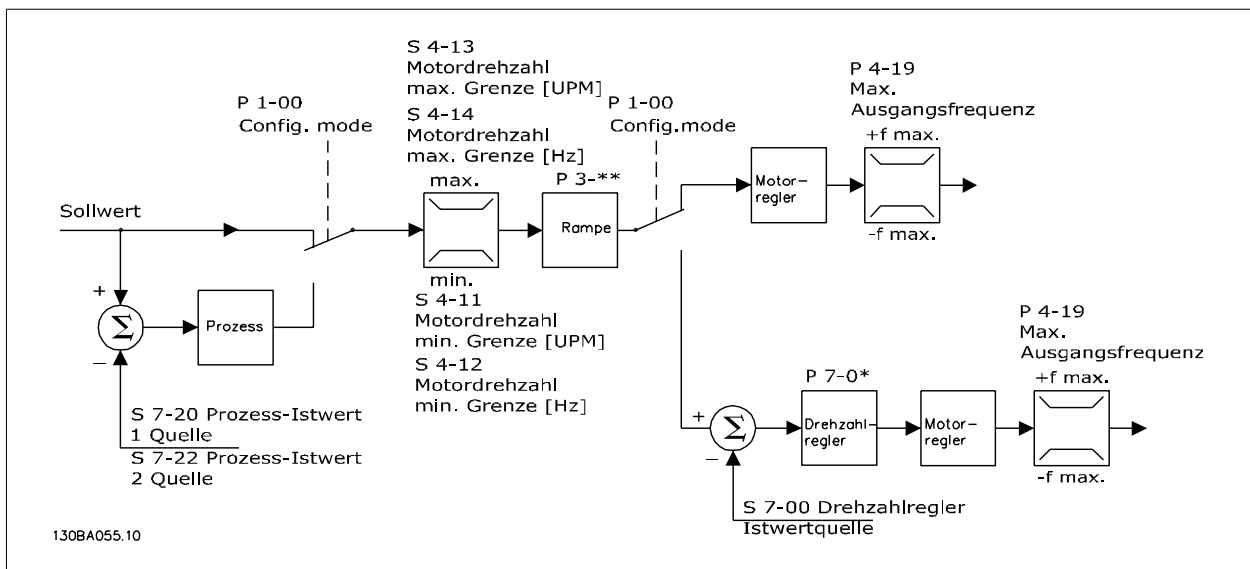 S 4-13
Motordrehzahl
max. Grenze [UPM]
S 4-14
Motordrehzahl
max. Grenze [Hz]
max.
P 1-00
Config. mode
P 1-00
Config.mode
P 4-19
Max.
Ausgangsfrequenz
+f max.
-f max.
P 3-**
Rampe
Motor-
regler
Sollwert
+
Σ
−
Prozess
min.
S 4-11
Motordrehzahl
min. Grenze [UPM]
S 4-12
Motordrehzahl
min. Grenze [Hz]
S 7-20 Prozess-Istwert
1 Quelle
S 7-22 Prozess-Istwert
2 Quelle
P 4-19
Max.
Ausgangsfrequenz
+f max.
-f max.
P 7-0*
+
Σ
−
Drehzahl-
regler
Motor-
regler
S 7-00 Drehzahlregler
Istwertquelle
130BA055.10